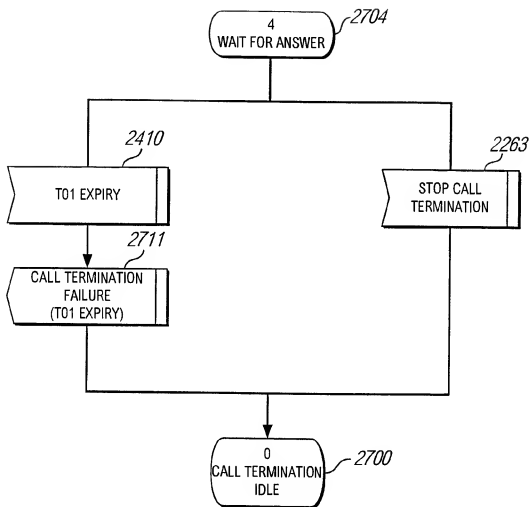 4
WAIT FOR ANSWER
2704
2410
T01 EXPIRY
2263
STOP CALL
TERMINATION
2711
CALL TERMINATION
FAILURE
(T01 EXPIRY)
0
CALL TERMINATION
IDLE
2700